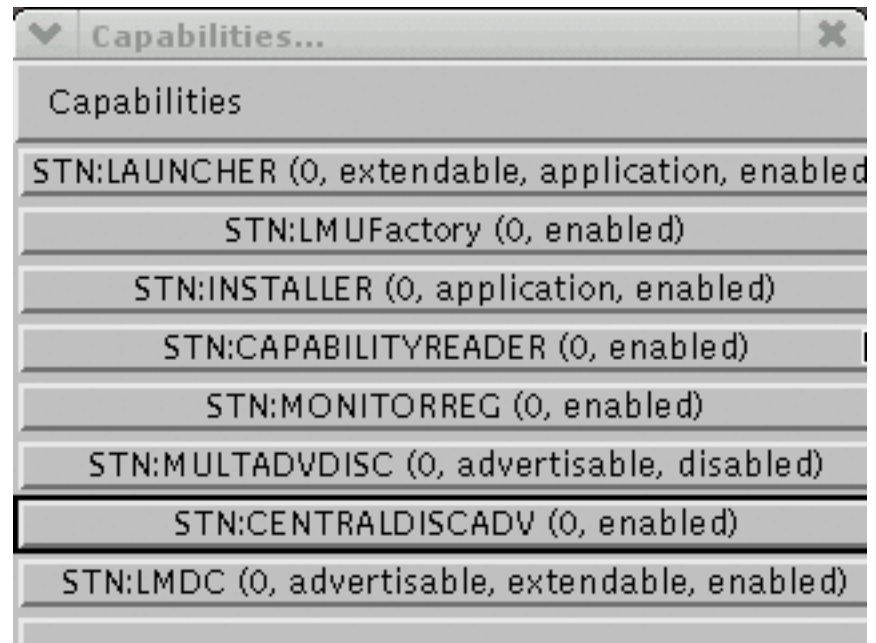 Capabilities...
Capabilities
STN:LAUNCHER (0, extendable, application, enabled
STN:LMUFactory (0, enabled)
STN:INSTALLER (0, application, enabled)
STN:CAPABILITYREADER (0, enabled)
STN:MONITORREG (0, enabled)
STN:MULTADVDISC (0, advertisable, disabled)
STN:CENTRALDISCADV (0, enabled)
STN:LMDC (0, advertisable, extendable, enabled)